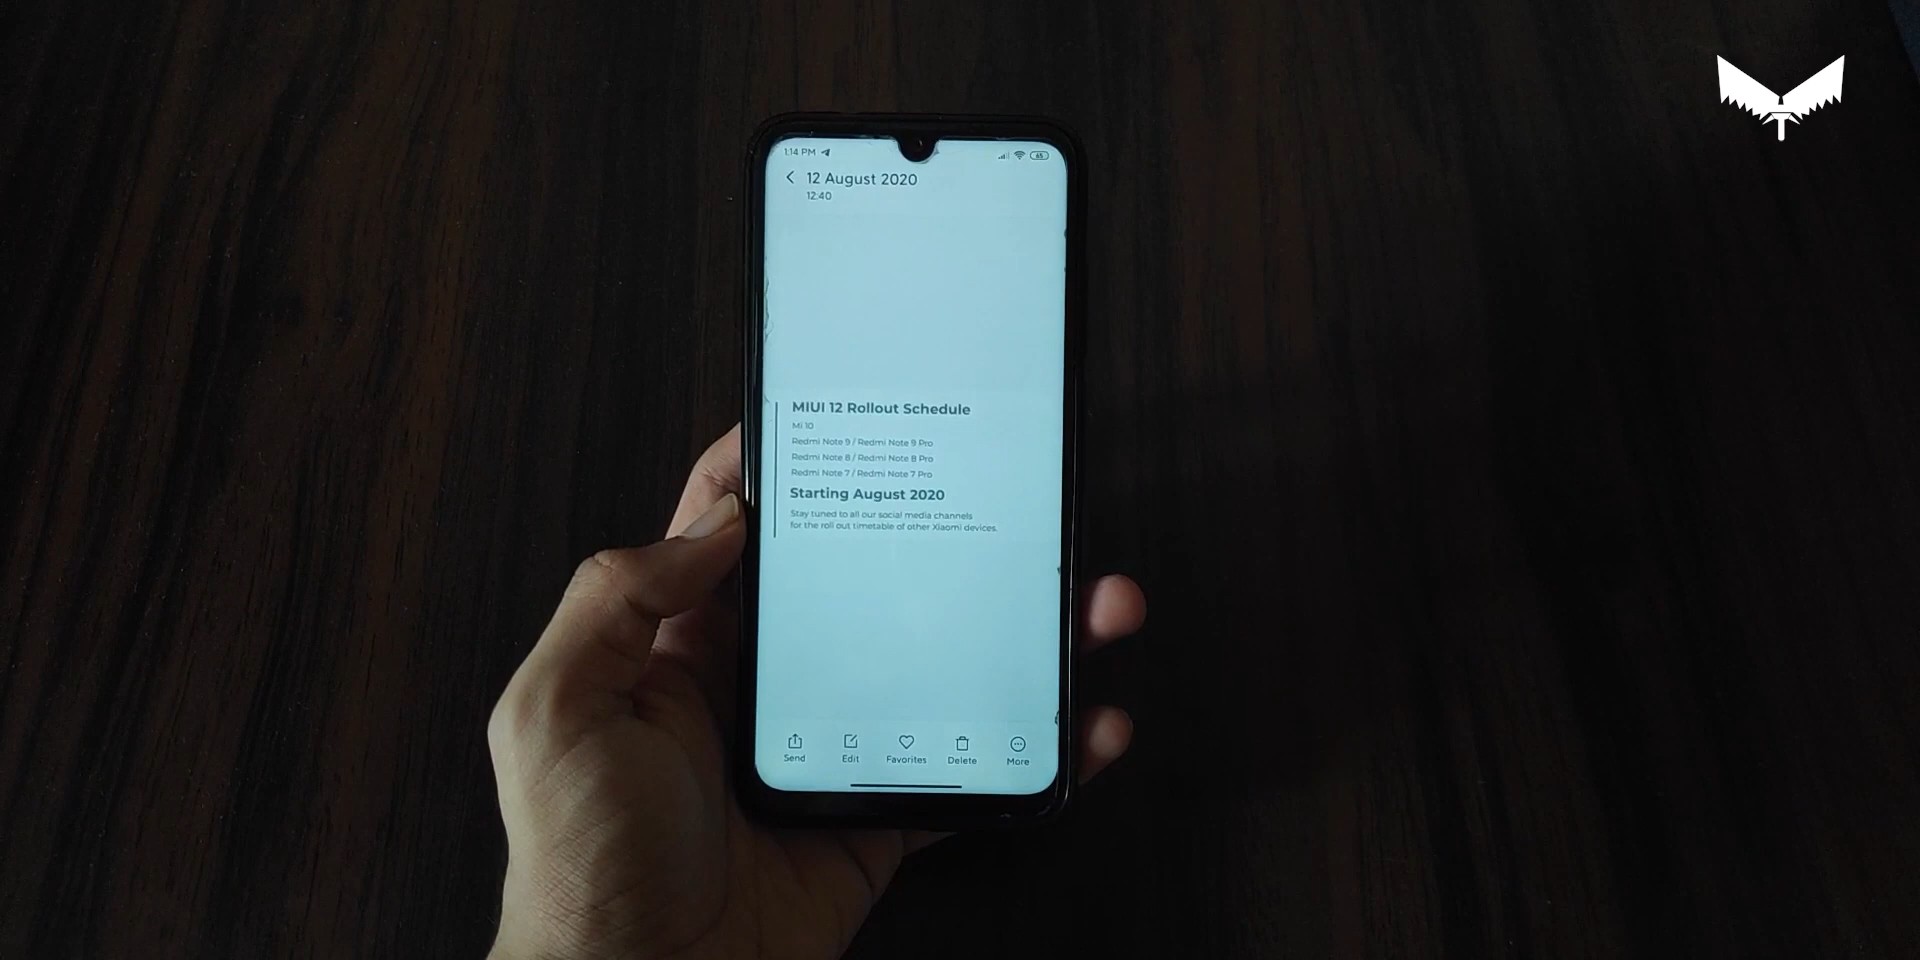 1:14 PM
65
12 August 2020
12:40
MIUI 12 Rollout Schedule
Mi 10
Redmi Note 9 / Redmi Note 9 Pro
Redmi Note 8 / Redmi Note 8 Pro
Redmi Note 7 / Redmi Note 7 Pro
Starting August 2020
Stay tuned to all our social media channels
for the roll out timetable of other Xiaomi devices.
Send Edit Favorites Delete More